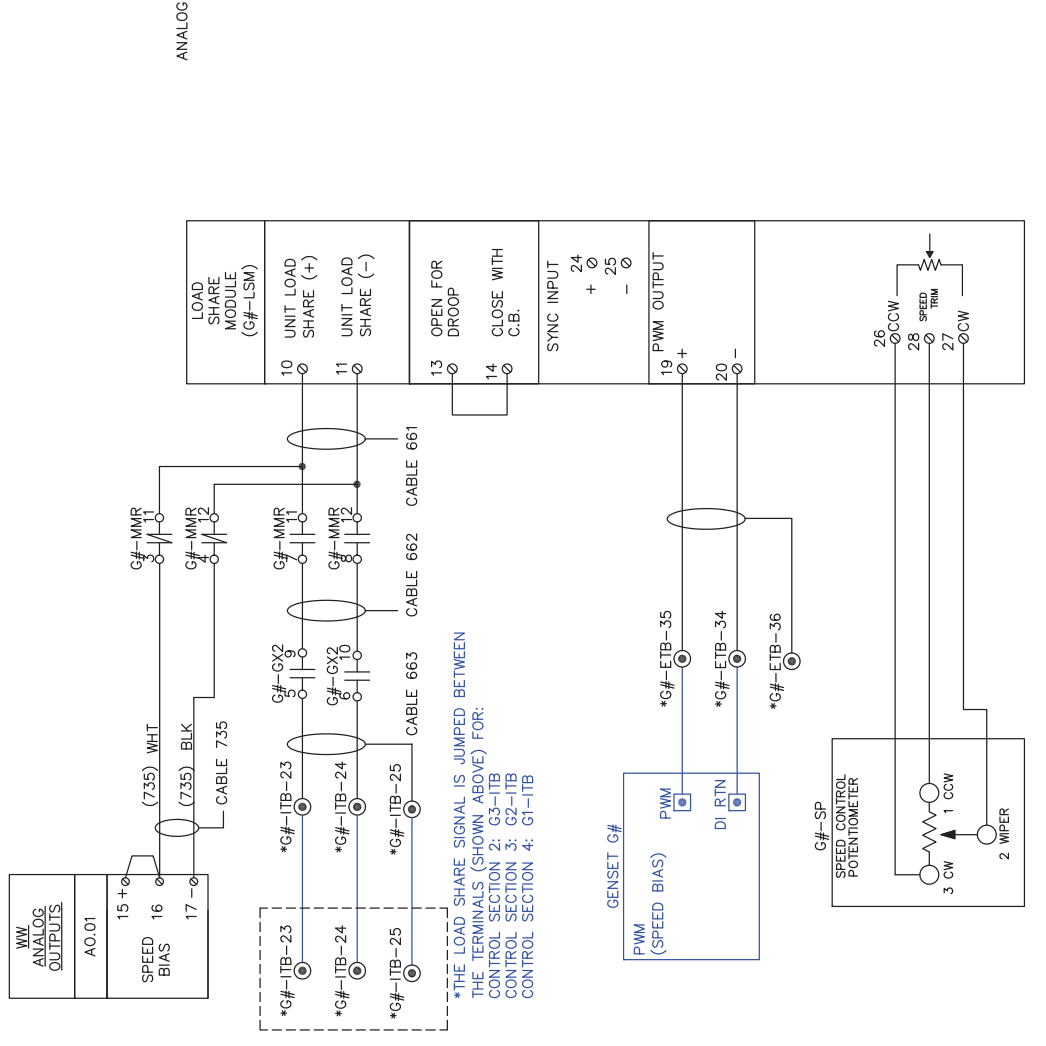 ANALOG
LOAD
SHARE
MODULE
(G#-LSM)
UNIT LOAD
SHARE (+)
10
UNIT LOAD
SHARE (-)
11
OPEN FOR
DROOP
13
CLOSE WITH
C.B.
14
SYNC INPUT
+ 24
- 25
PWM OUTPUT
19 +
20 -
26
CCW
28
SPEED
TRIM
27
CW
CABLE 661
G#-MMR
3 11
G#-MMR
4 12
G#-MMR
7 11
G#-MMR
8 12
CABLE 662
G#-GX2
5 9
G#-GX2
6 10
CABLE 663
(735) WHT
(735) BLK
CABLE 735
WW
ANALOG
OUTPUTS
AO.01
SPEED
BIAS
15 +
16
17 -
*G#-ITB-23
*G#-ITB-24
*G#-ITB-25
*G#-ITB-23
*G#-ITB-24
*G#-ITB-25
*THE LOAD SHARE SIGNAL IS JUMPED BETWEEN
THE TERMINALS (SHOWN ABOVE) FOR:
CONTROL SECTION 2: G3-ITB
CONTROL SECTION 3: G2-ITB
CONTROL SECTION 4: G1-ITB
*G#-ETB-35
*G#-ETB-34
*G#-ETB-36
GENSET G#
PWM
(SPEED BIAS)
PWM
DI RTN
G#-SP
SPEED CONTROL
POTENTIOMETER
3 CW
1 CCW
2 WIPER